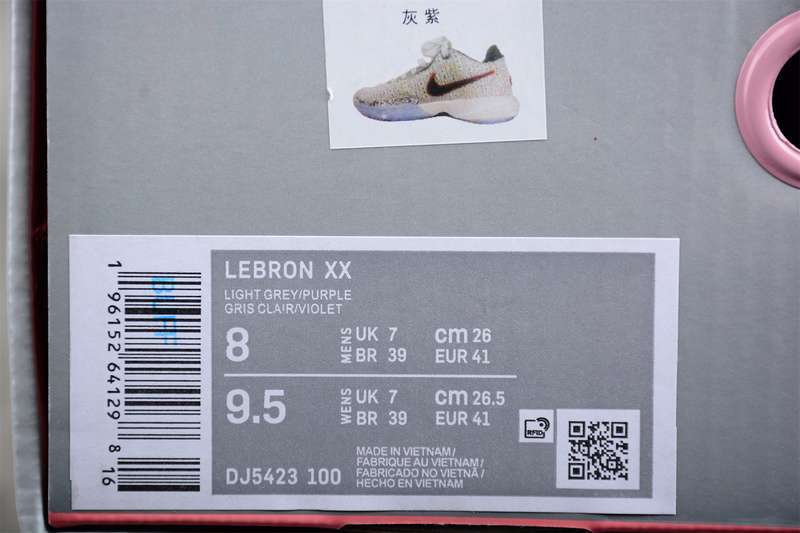 灰紫
LEBRON XX
LIGHT GREY/PURPLE
GRIS CLAIR/VIOLET
8 MENS UK 7 cm 26
BR 39 EUR 41
9.5 WENS UK 7 cm 26.5
BR 39 EUR 41
RFID
DJ5423 100
MADE IN VIETNAM/
FABRIQUE AU VIETNAM/
FABRICADO NO VIETNÃ/
HECHO EN VIETNAM
1 96152 64129 8 16
BUFF